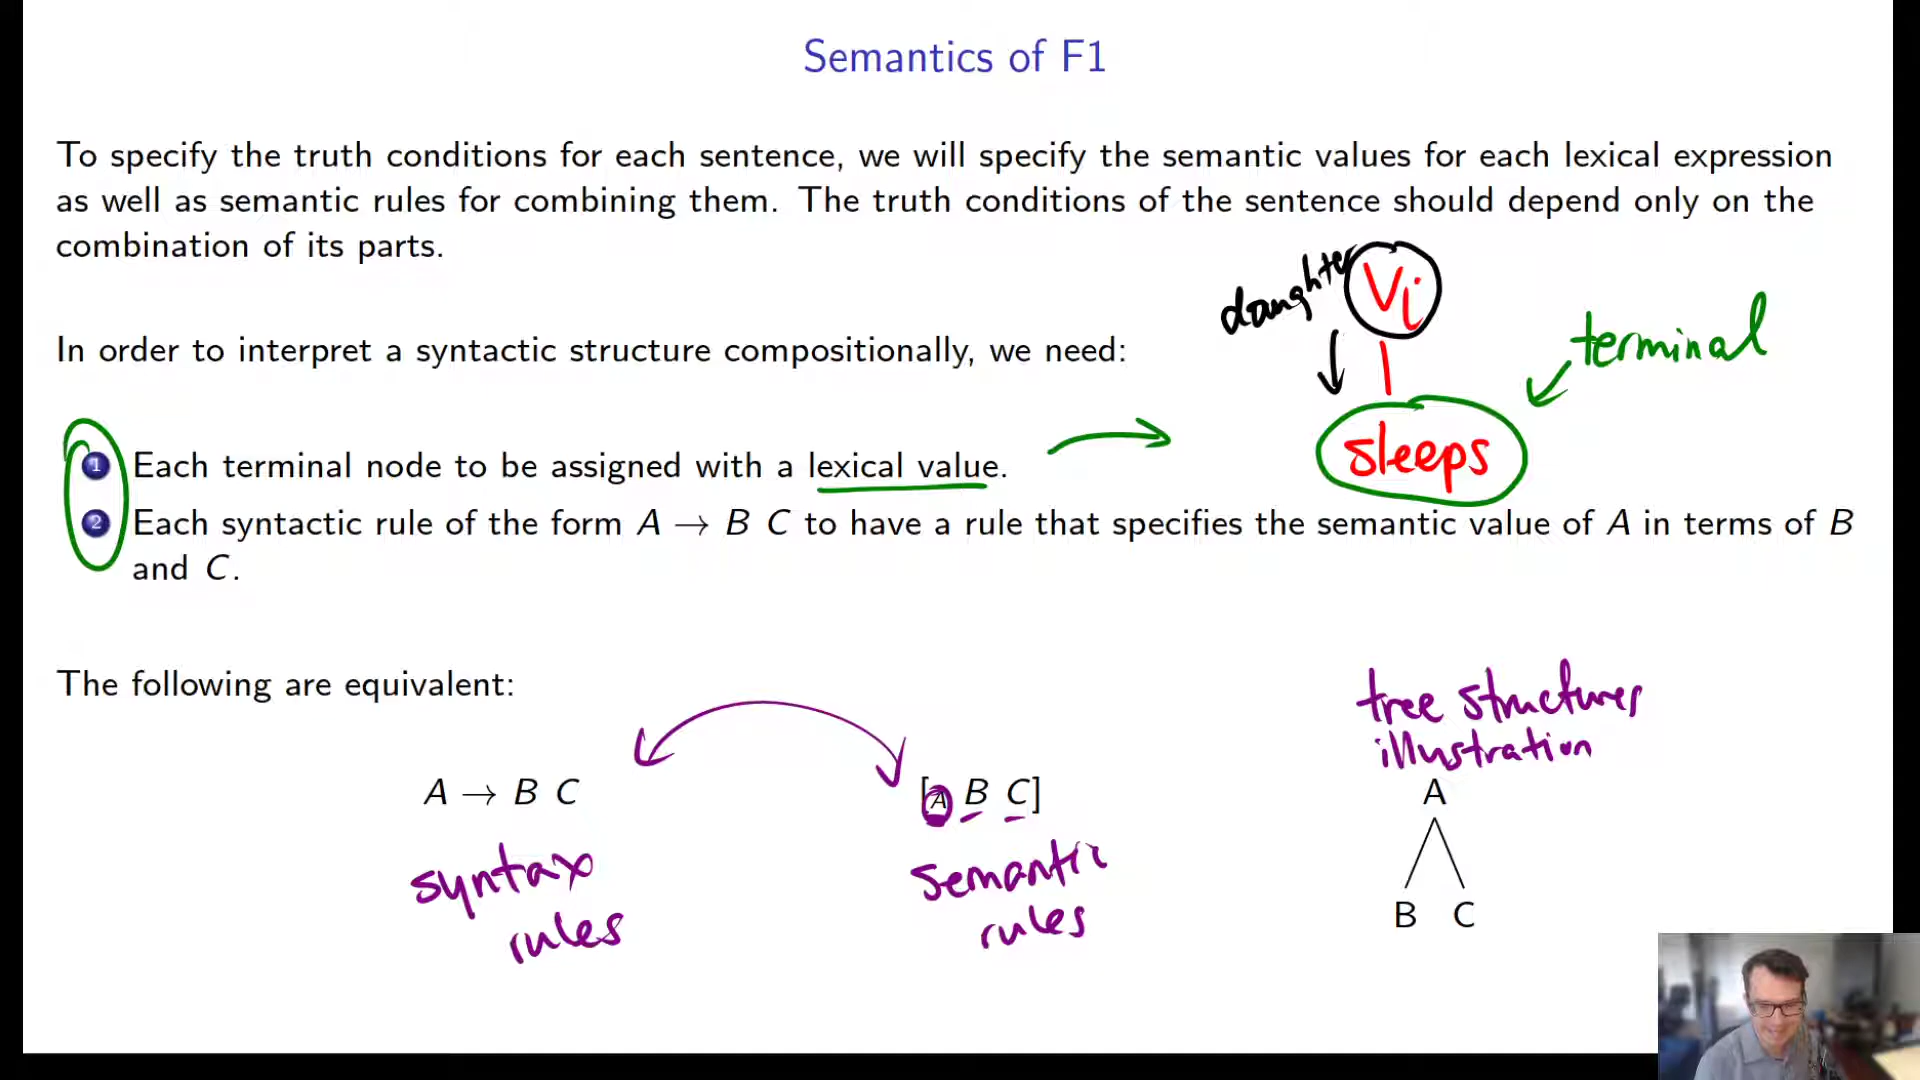 Semantics of F1
To specify the truth conditions for each sentence, we will specify the semantic values for each lexical expression
as well as semantic rules for combining them. The truth conditions of the sentence should depend only on the
combination of its parts.
daughter
Vi
terminal
In order to interpret a syntactic structure compositionally, we need:
sleeps
1 Each terminal node to be assigned with a lexical value.
2 Each syntactic rule of the form A → B C to have a rule that specifies the semantic value of A in terms of B
and C.
The following are equivalent:
tree structures
illustration
A → B C
[A B C]
A
B C
syntax
rules
semantic
rules